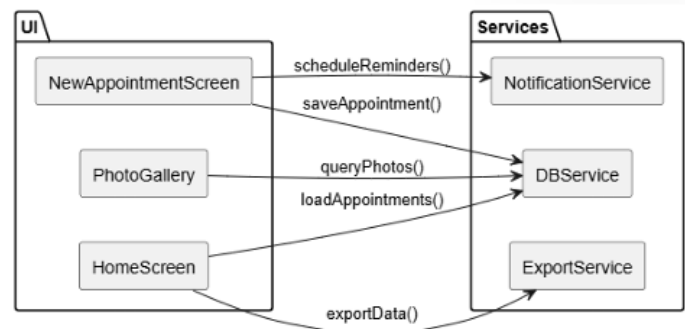 UI
Services
scheduleReminders()
NewAppointmentScreen
NotificationService
saveAppointment()
queryPhotos()
PhotoGallery
DBService
loadAppointments()
HomeScreen
ExportService
exportData()